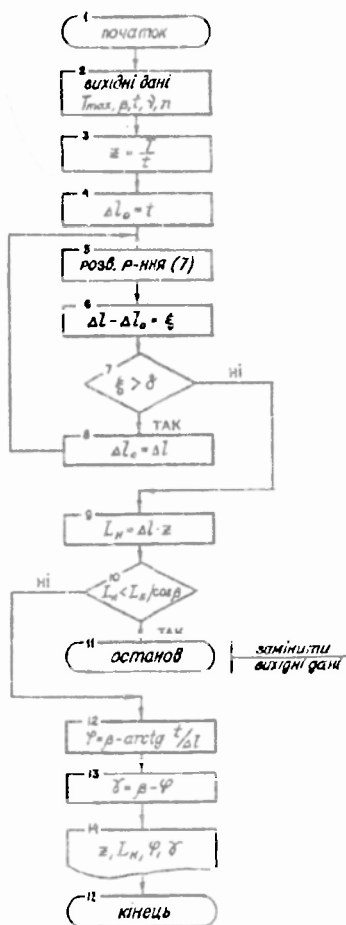 1
початок
2
вихідні дані
Tmax, β, t, ϑ, n
3
z = T/t
4
Δl₀ = t
5
розв. р-ння (7)
6
Δl - Δl₀ = ξ
7
ξ > ϑ
ні
ТАК
8
Δl₀ = Δl
9
Lн = Δl · z
ні
10
Lн < Lк/cosβ
ТАК
11
останов
замінити
вихідні дані
12
φ = β - arctg t/Δl
13
γ = β - φ
14
z, Lн, φ, γ
12
кінець